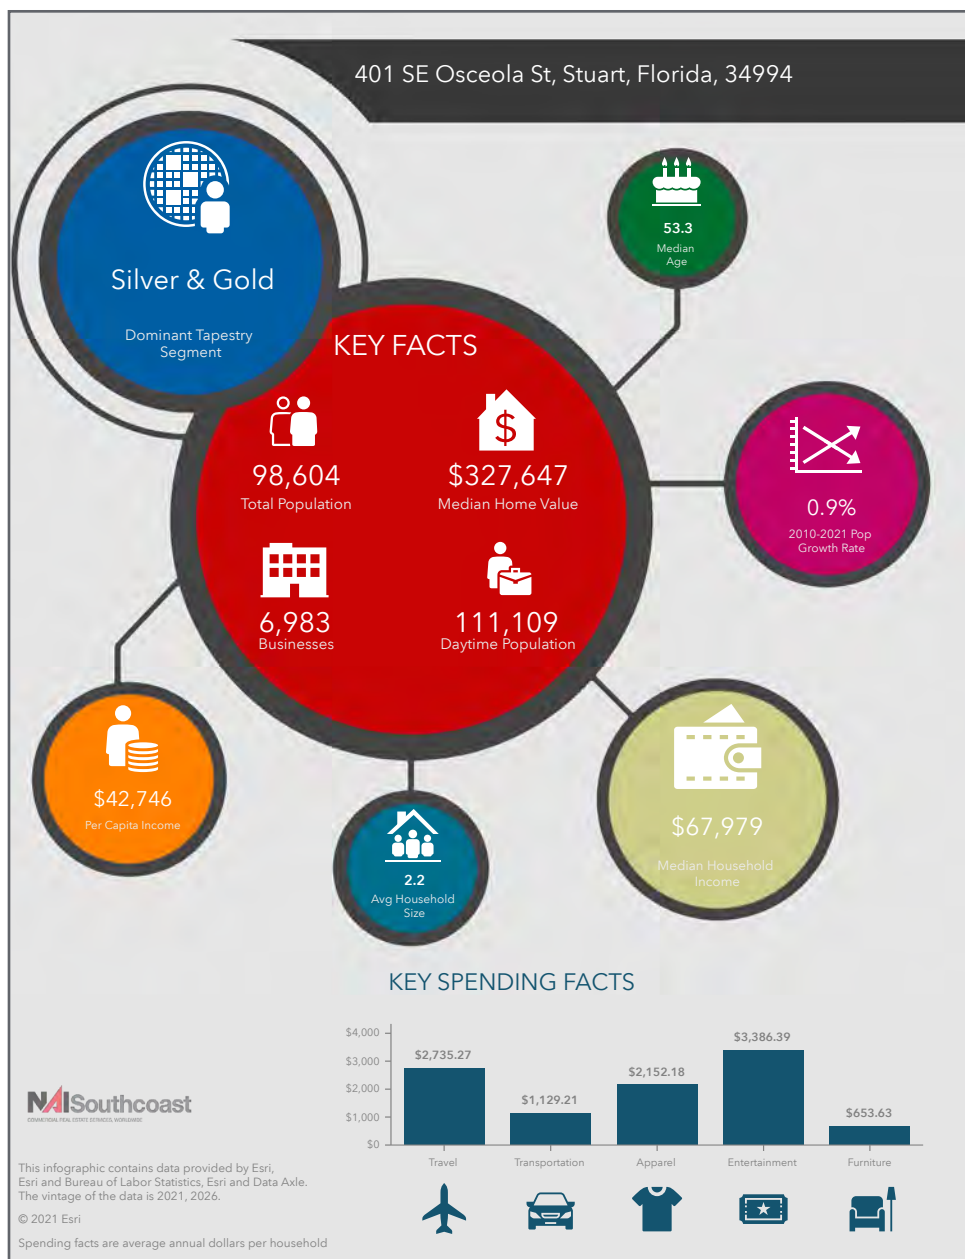 401 SE Osceola St, Stuart, Florida, 34994
Silver & Gold
Dominant Tapestry
Segment
53.3
Median
Age
KEY FACTS
98,604
Total Population
$327,647
Median Home Value
6,983
Businesses
111,109
Daytime Population
0.9%
2010-2021 Pop
Growth Rate
$42,746
Per Capita Income
2.2
Avg Household
Size
$67,979
Median Household
Income
KEY SPENDING FACTS
$4,000
$3,000
$2,000
$1,000
$0
$2,735.27
$1,129.21
$2,152.18
$3,386.39
$653.63
Travel
Transportation
Apparel
Entertainment
Furniture
NAISouthcoast
COMMERCIAL REAL ESTATE SERVICES, WORLDWIDE
This infographic contains data provided by Esri,
Esri and Bureau of Labor Statistics, Esri and Data Axle.
The vintage of the data is 2021, 2026.
© 2021 Esri
Spending facts are average annual dollars per household